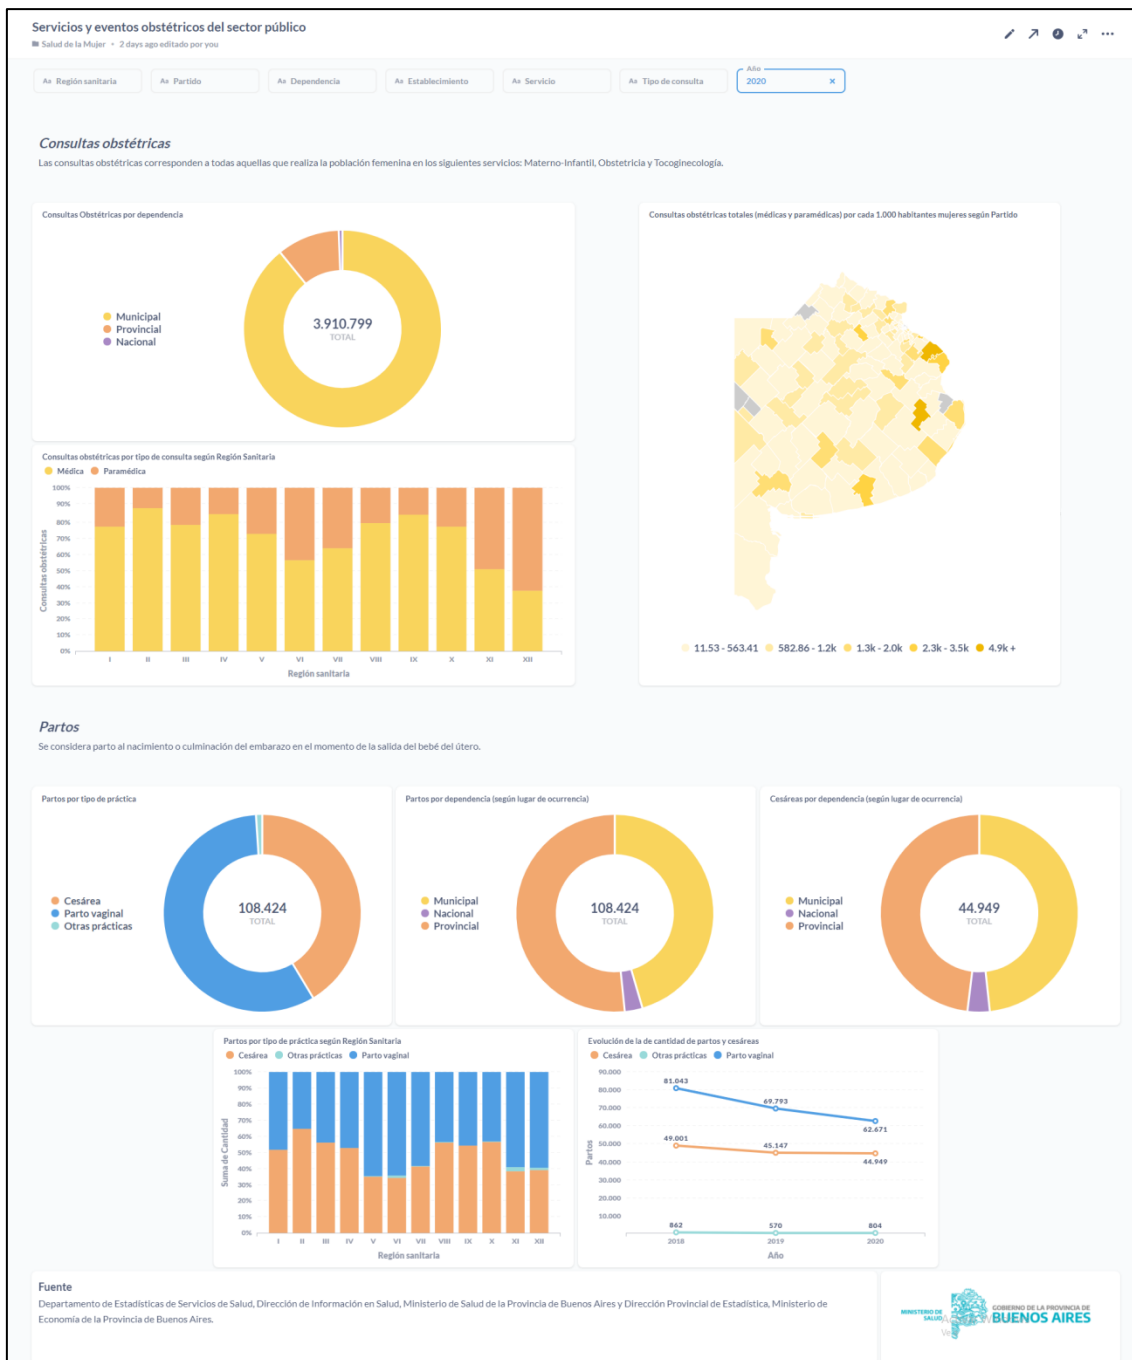 Servicios y eventos obstétricos del sector público
Salud de la Mujer • 2 days ago editado por you
Aa Región sanitaria
Aa Partido
Aa Dependencia
Aa Establecimiento
Aa Servicio
Aa Tipo de consulta
Año
2020 ×
Consultas obstétricas
Las consultas obstétricas corresponden a todas aquellas que realiza la población femenina en los siguientes servicios: Materno-Infantil, Obstetricia y Tocoginecología.
Consultas Obstétricas por dependencia
Municipal
Provincial
Nacional
3.910.799
TOTAL
Consultas obstétricas totales (médicas y paramédicas) por cada 1.000 habitantes mujeres según Partido
11.53 - 563.41 582.86 - 1.2k 1.3k - 2.0k 2.3k - 3.5k 4.9k +
Consultas obstétricas por tipo de consulta según Región Sanitaria
Médica Paramédica
Consultas obstétricas
100%
90%
80%
70%
60%
50%
40%
30%
20%
10%
0%
I II III IV V VI VII VIII IX X XI XII
Región sanitaria
Partos
Se considera parto al nacimiento o culminación del embarazo en el momento de la salida del bebé del útero.
Partos por tipo de práctica
Cesárea
Parto vaginal
Otras prácticas
108.424
TOTAL
Partos por dependencia (según lugar de ocurrencia)
Municipal
Nacional
Provincial
108.424
TOTAL
Cesáreas por dependencia (según lugar de ocurrencia)
Municipal
Nacional
Provincial
44.949
TOTAL
Partos por tipo de práctica según Región Sanitaria
Cesárea Otras prácticas Parto vaginal
Suma de Cantidad
100%
90%
80%
70%
60%
50%
40%
30%
20%
10%
0%
I II III IV V VI VII VIII IX X XI XII
Región sanitaria
Evolución de la de cantidad de partos y cesáreas
Cesárea Otras prácticas Parto vaginal
Partos
90.000
80.000
70.000
60.000
50.000
40.000
30.000
20.000
10.000
81.043 69.793 62.671
49.001 45.147 44.949
862 570 804
2018 2019 2020
Año
Fuente
Departamento de Estadísticas de Servicios de Salud, Dirección de Información en Salud, Ministerio de Salud de la Provincia de Buenos Aires y Dirección Provincial de Estadística, Ministerio de
Economía de la Provincia de Buenos Aires.
MINISTERIO DE
SALUD
GOBIERNO DE LA PROVINCIA DE
BUENOS AIRES